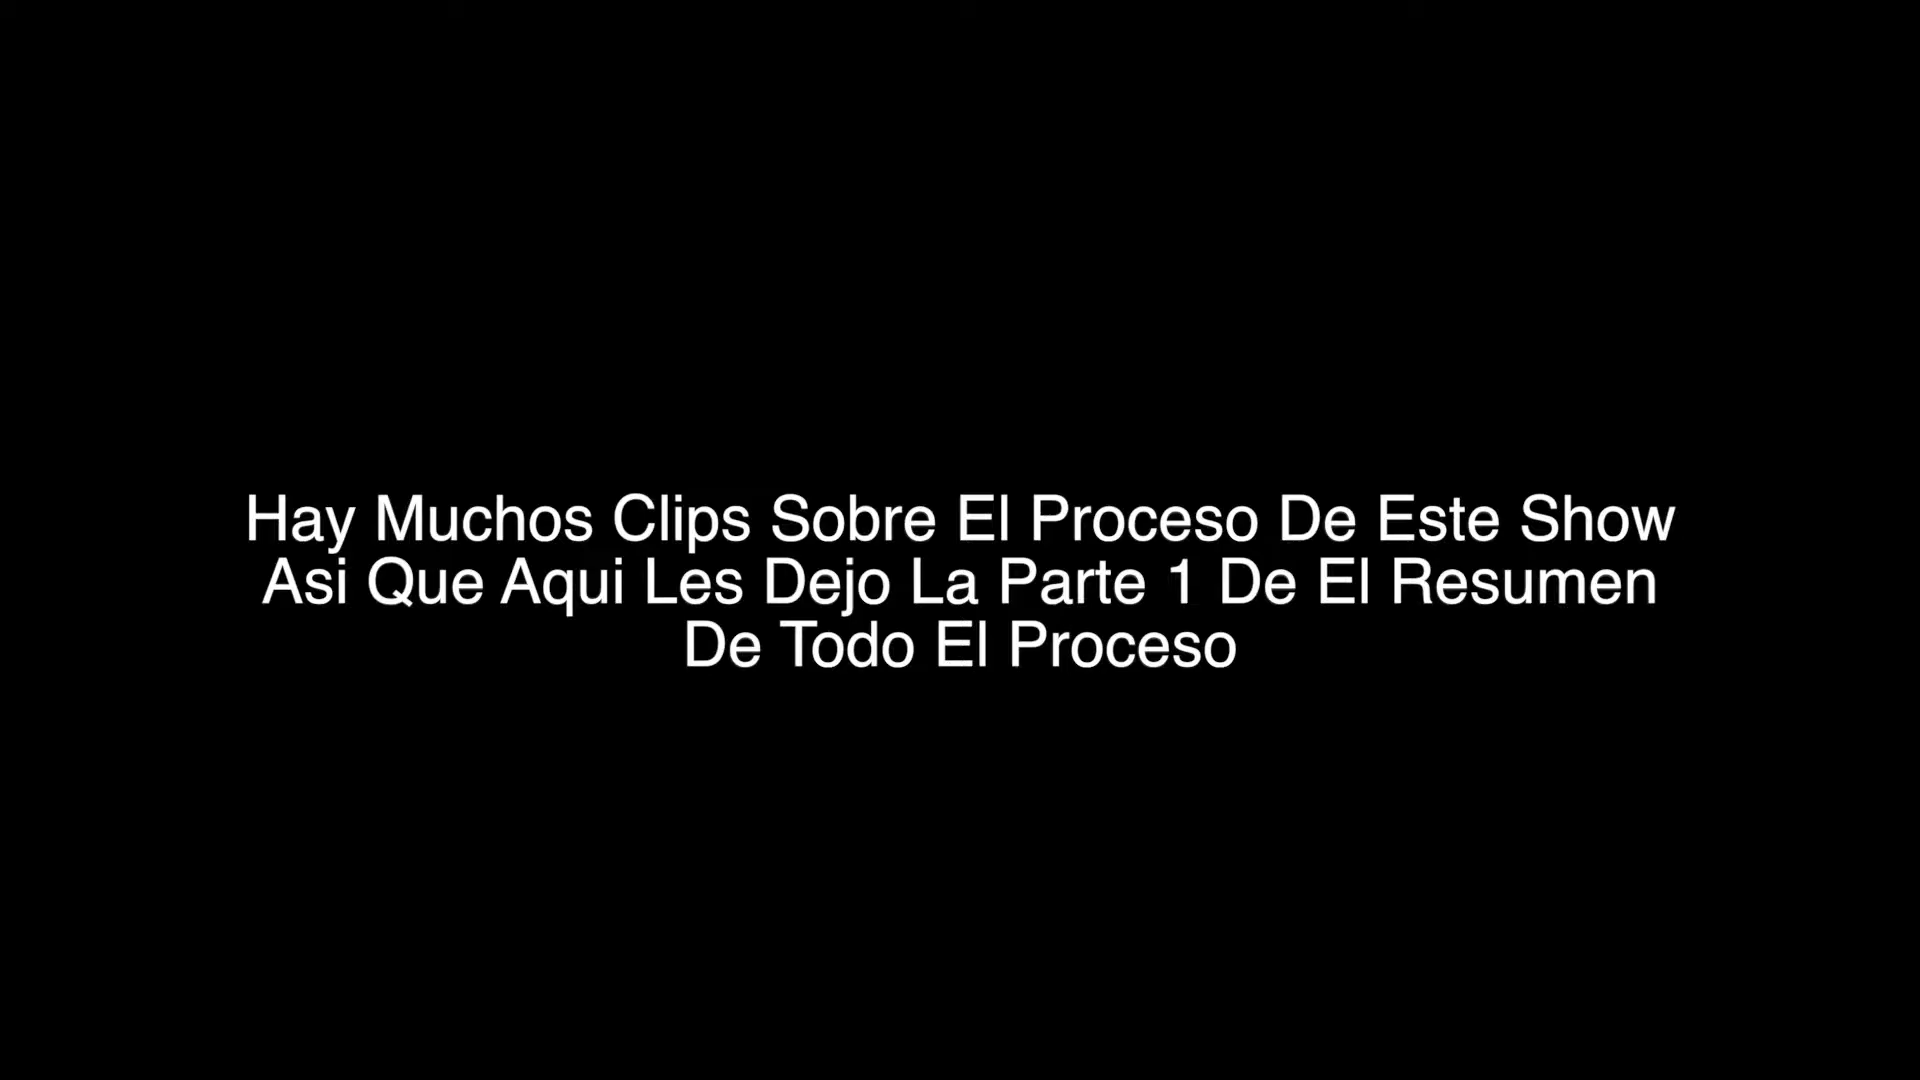 Hay Muchos Clips Sobre El Proceso De Este Show
Asi Que Aqui Les Dejo La Parte 1 De El Resumen
De Todo El Proceso